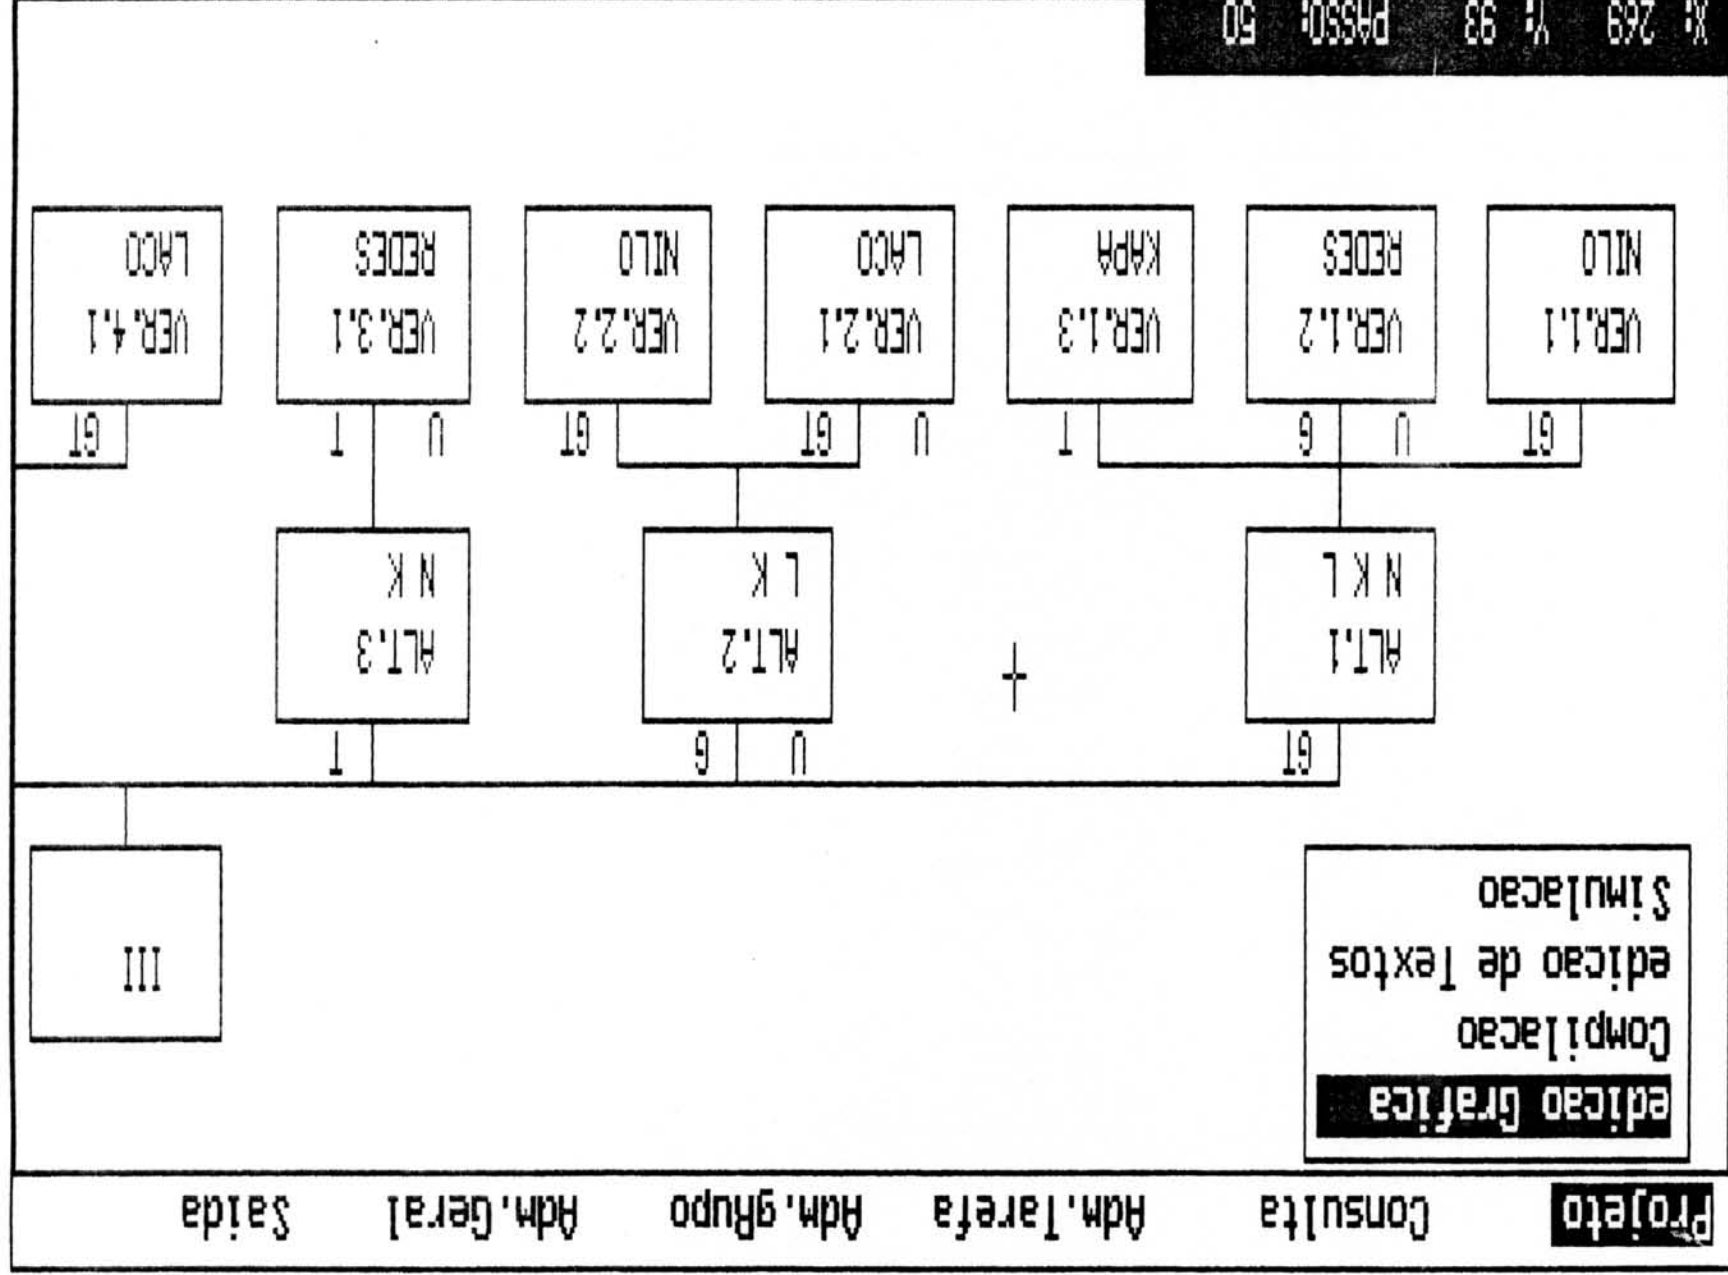 Projeto Consulta Adm.Tarefa Adm.gRupo Adm.Geral Saida
edicao Grafica
Compilacao
edicao de Textos
Simulacao
III
GT U G T
ALT.1 ALT.2 ALT.3
N K L L K N K
GT U G T U GT GT U T GT
VER.1.1 VER.1.2 VER.1.3 VER.2.1 VER.2.2 VER.3.1 VER.4.1
NILO REDES KAPA LACO NILO REDES LACO
X: 269 Y: 93 PASSO: 50